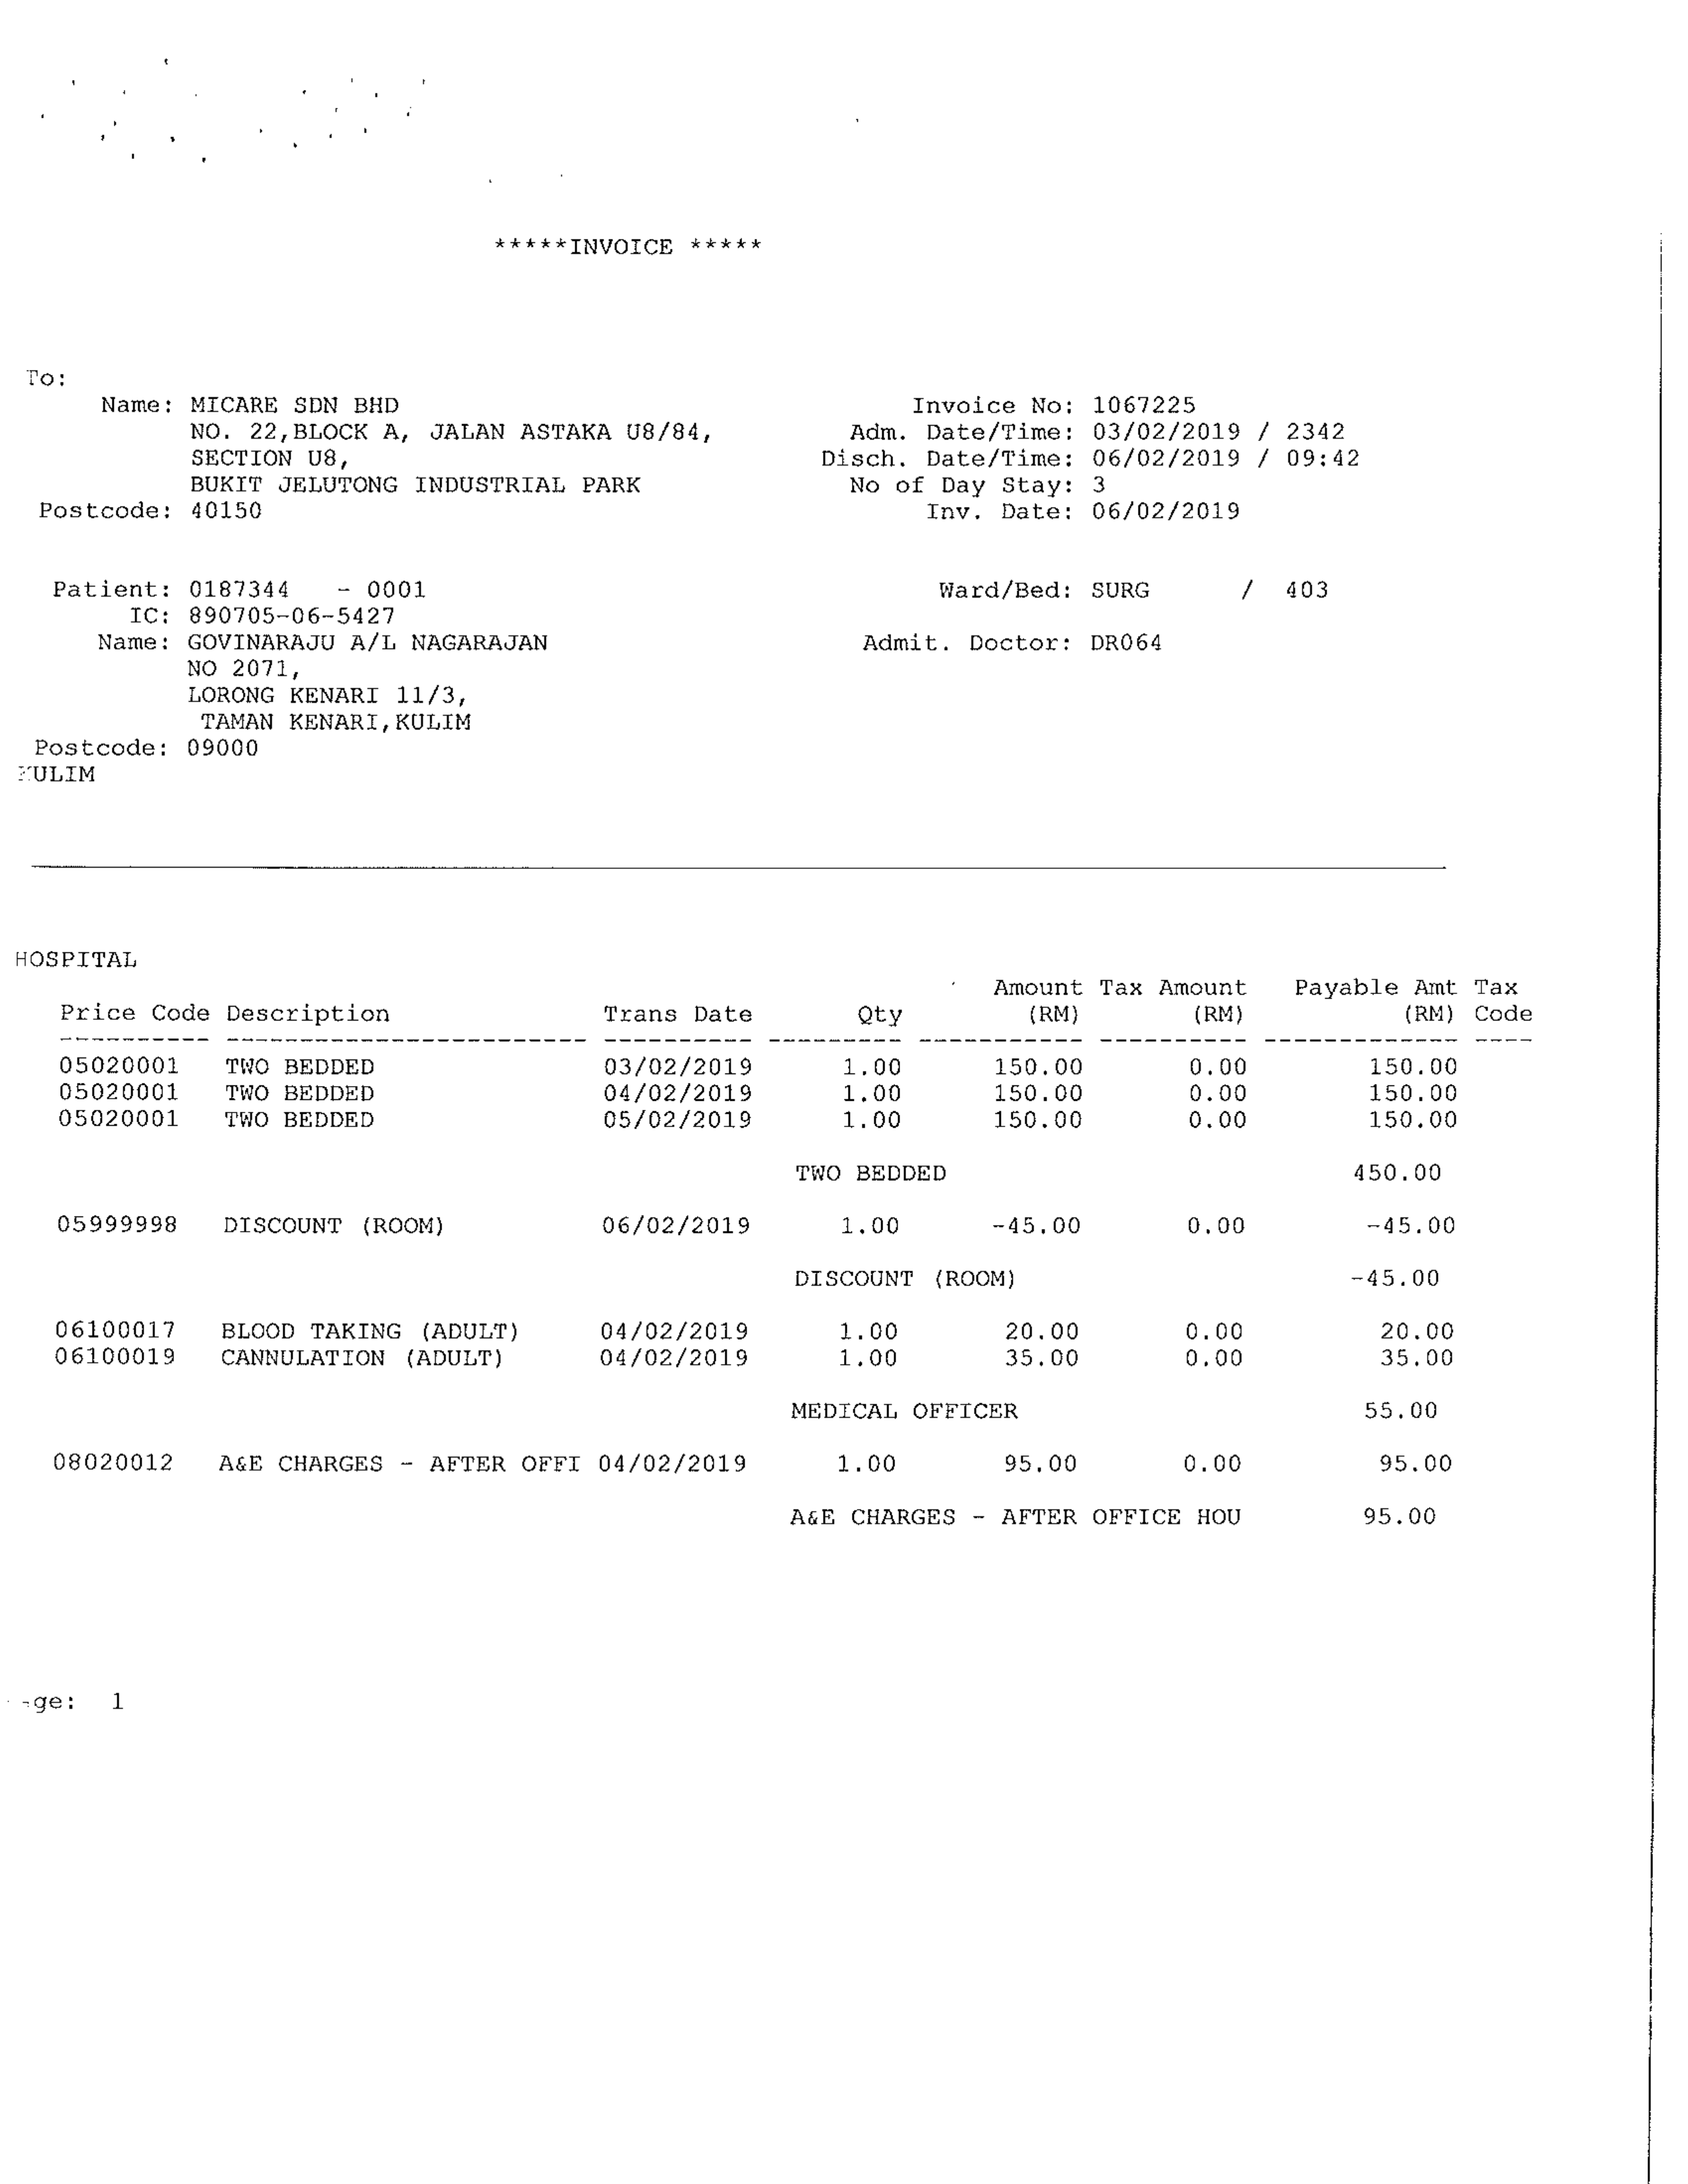 *****INVOICE *****
To:
Name: MICARE SDN BHD
NO. 22,BLOCK A, JALAN ASTAKA U8/84,
SECTION U8,
BUKIT JELUTONG INDUSTRIAL PARK
Postcode: 40150
Invoice No: 1067225
Adm. Date/Time: 03/02/2019 / 2342
Disch. Date/Time: 06/02/2019 / 09:42
No of Day Stay: 3
Inv. Date: 06/02/2019
Patient: 0187344 - 0001
IC: 890705-06-5427
Name: GOVINARAJU A/L NAGARAJAN
NO 2071,
LORONG KENARI 11/3,
TAMAN KENARI,KULIM
Postcode: 09000
KULIM
Ward/Bed: SURG / 403
Admit. Doctor: DR064
HOSPITAL
Amount Tax Amount Payable Amt Tax
Price Code Description Trans Date Qty (RM) (RM) (RM) Code
05020001 TWO BEDDED 03/02/2019 1.00 150.00 0.00 150.00
05020001 TWO BEDDED 04/02/2019 1.00 150.00 0.00 150.00
05020001 TWO BEDDED 05/02/2019 1.00 150.00 0.00 150.00
TWO BEDDED 450.00
05999998 DISCOUNT (ROOM) 06/02/2019 1.00 -45.00 0.00 -45.00
DISCOUNT (ROOM) -45.00
06100017 BLOOD TAKING (ADULT) 04/02/2019 1.00 20.00 0.00 20.00
06100019 CANNULATION (ADULT) 04/02/2019 1.00 35.00 0.00 35.00
MEDICAL OFFICER 55.00
08020012 A&E CHARGES - AFTER OFFI 04/02/2019 1.00 95.00 0.00 95.00
A&E CHARGES - AFTER OFFICE HOU 95.00
ge: 1